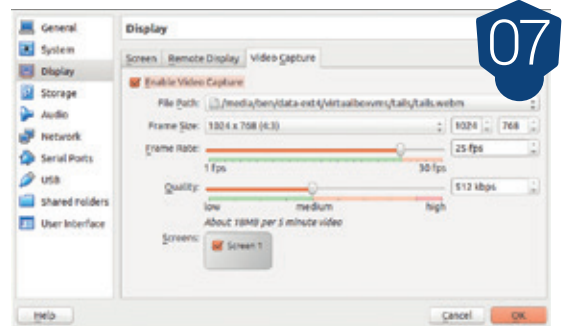 07
General
System
Display
Storage
Audio
Network
Serial Ports
USB
Shared Folders
User Interface
Display
Screen Remote Display Video Capture
Enable Video Capture
File Path: /media/ben/data-ext4/virtualboxvms/tails/tails.webm
Frame Size: 1024 x 768 (4:3) 1024 768
Frame Rate: 25 fps
1 fps 30 fps
Quality: 512 kbps
low medium high
About 18MB per 5 minute video
Screens: Screen 1
Help Cancel OK